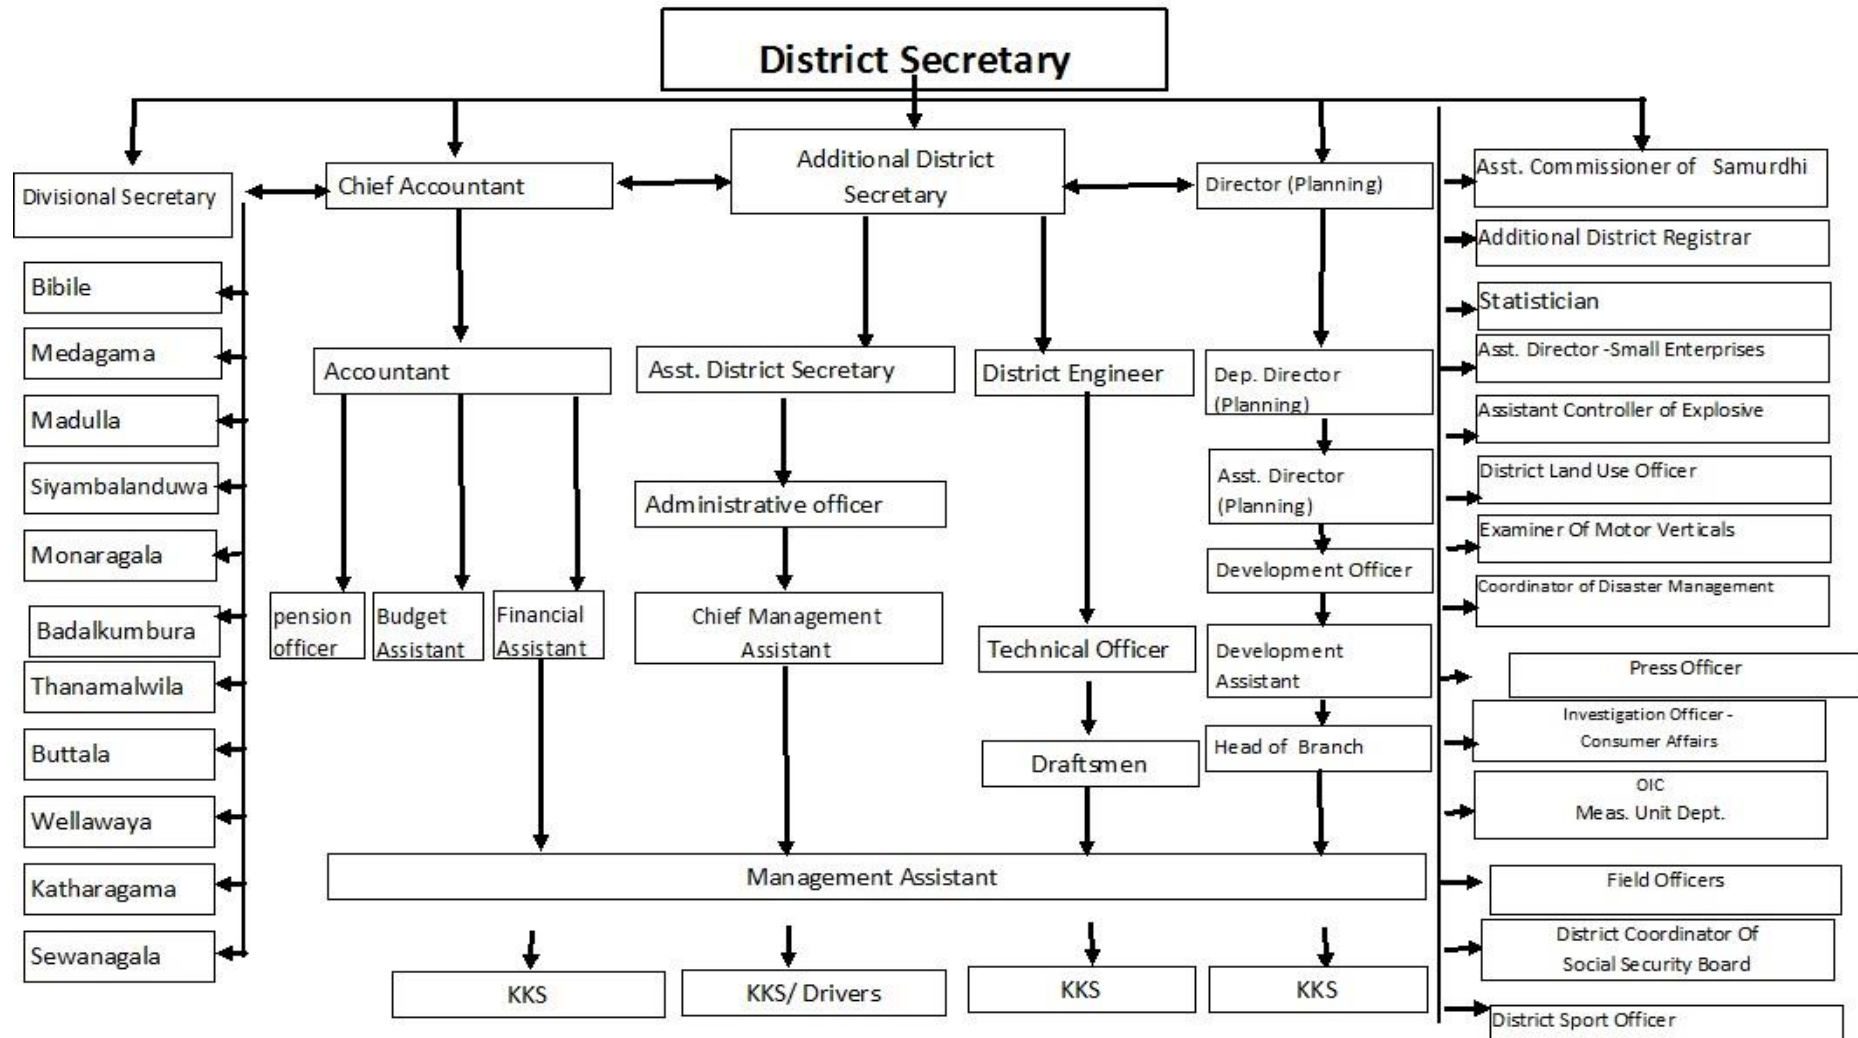 District Secretary
Divisional Secretary
Chief Accountant
Additional District
Secretary
Director (Planning)
Asst. Commissioner of Samurdhi
Additional District Registrar
Statistician
Asst. Director -Small Enterprises
Assistant Controller of Explosive
District Land Use Officer
Examiner Of Motor Verticals
Coordinator of Disaster Management
Press Officer
Investigation Officer -
Consumer Affairs
OIC
Meas. Unit Dept.
Field Officers
District Coordinator Of
Social Security Board
District Sport Officer
Bibile
Medagama
Madulla
Siyambalanduwa
Monaragala
Badalkumbura
Thanamalwila
Buttala
Wellawaya
Katharagama
Sewanagala
Accountant
pension
officer
Budget
Assistant
Financial
Assistant
Asst. District Secretary
Administrative officer
Chief Management
Assistant
District Engineer
Technical Officer
Draftsmen
Dep. Director
(Planning)
Asst. Director
(Planning)
Development Officer
Development
Assistant
Head of Branch
Management Assistant
KKS
KKS/ Drivers
KKS
KKS